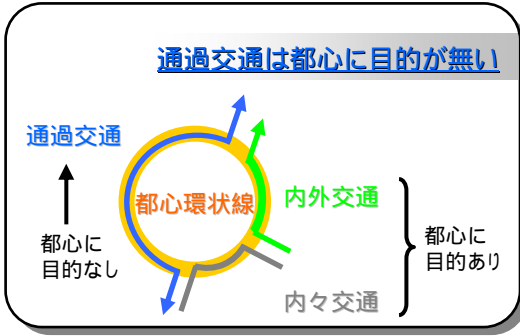 通過交通は都心に目的が無い
通過交通
都心環状線
内外交通
都心に
目的なし
都心に
目的あり
内々交通